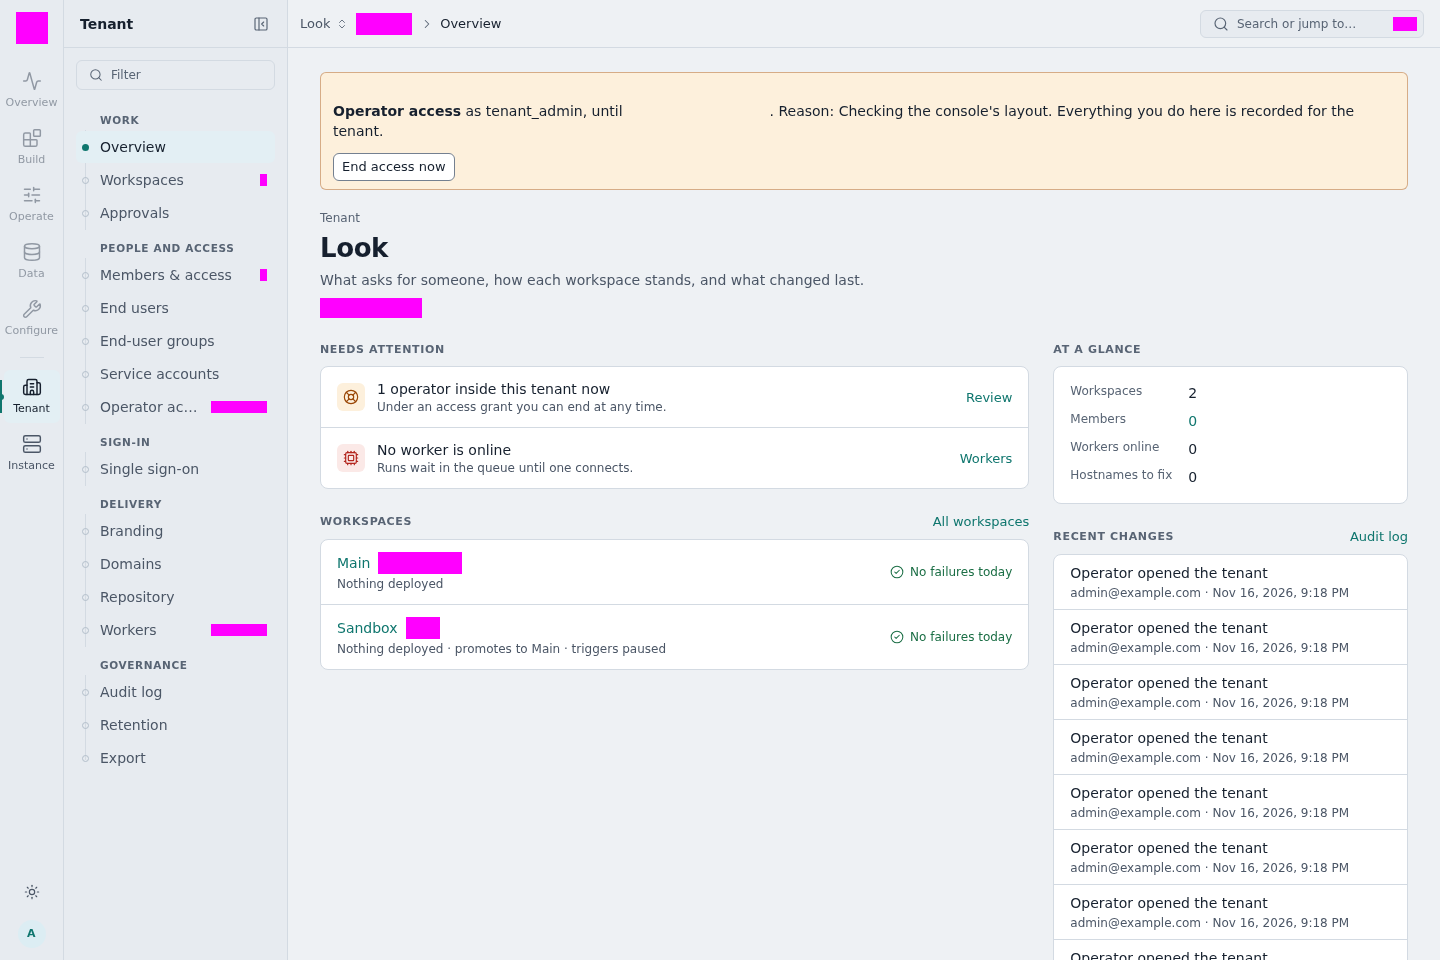 Tenant
Look
Overview
Search or jump to…
Overview
Build
Operate
Data
Configure
Tenant
Instance
A
Filter
WORK
Overview
Workspaces
Approvals
PEOPLE AND ACCESS
Members & access
End users
End-user groups
Service accounts
Operator ac…
SIGN-IN
Single sign-on
DELIVERY
Branding
Domains
Repository
Workers
GOVERNANCE
Audit log
Retention
Export
Operator access as tenant_admin, until . Reason: Checking the console's layout. Everything you do here is recorded for the
tenant.
End access now
Tenant
Look
What asks for someone, how each workspace stands, and what changed last.
NEEDS ATTENTION
1 operator inside this tenant now
Under an access grant you can end at any time.
Review
No worker is online
Runs wait in the queue until one connects.
Workers
WORKSPACES
All workspaces
Main
Nothing deployed
No failures today
Sandbox
Nothing deployed · promotes to Main · triggers paused
No failures today
AT A GLANCE
Workspaces 2
Members 0
Workers online 0
Hostnames to fix 0
RECENT CHANGES
Audit log
Operator opened the tenant
admin@example.com · Nov 16, 2026, 9:18 PM
Operator opened the tenant
admin@example.com · Nov 16, 2026, 9:18 PM
Operator opened the tenant
admin@example.com · Nov 16, 2026, 9:18 PM
Operator opened the tenant
admin@example.com · Nov 16, 2026, 9:18 PM
Operator opened the tenant
admin@example.com · Nov 16, 2026, 9:18 PM
Operator opened the tenant
admin@example.com · Nov 16, 2026, 9:18 PM
Operator opened the tenant
admin@example.com · Nov 16, 2026, 9:18 PM
Operator opened the tenant